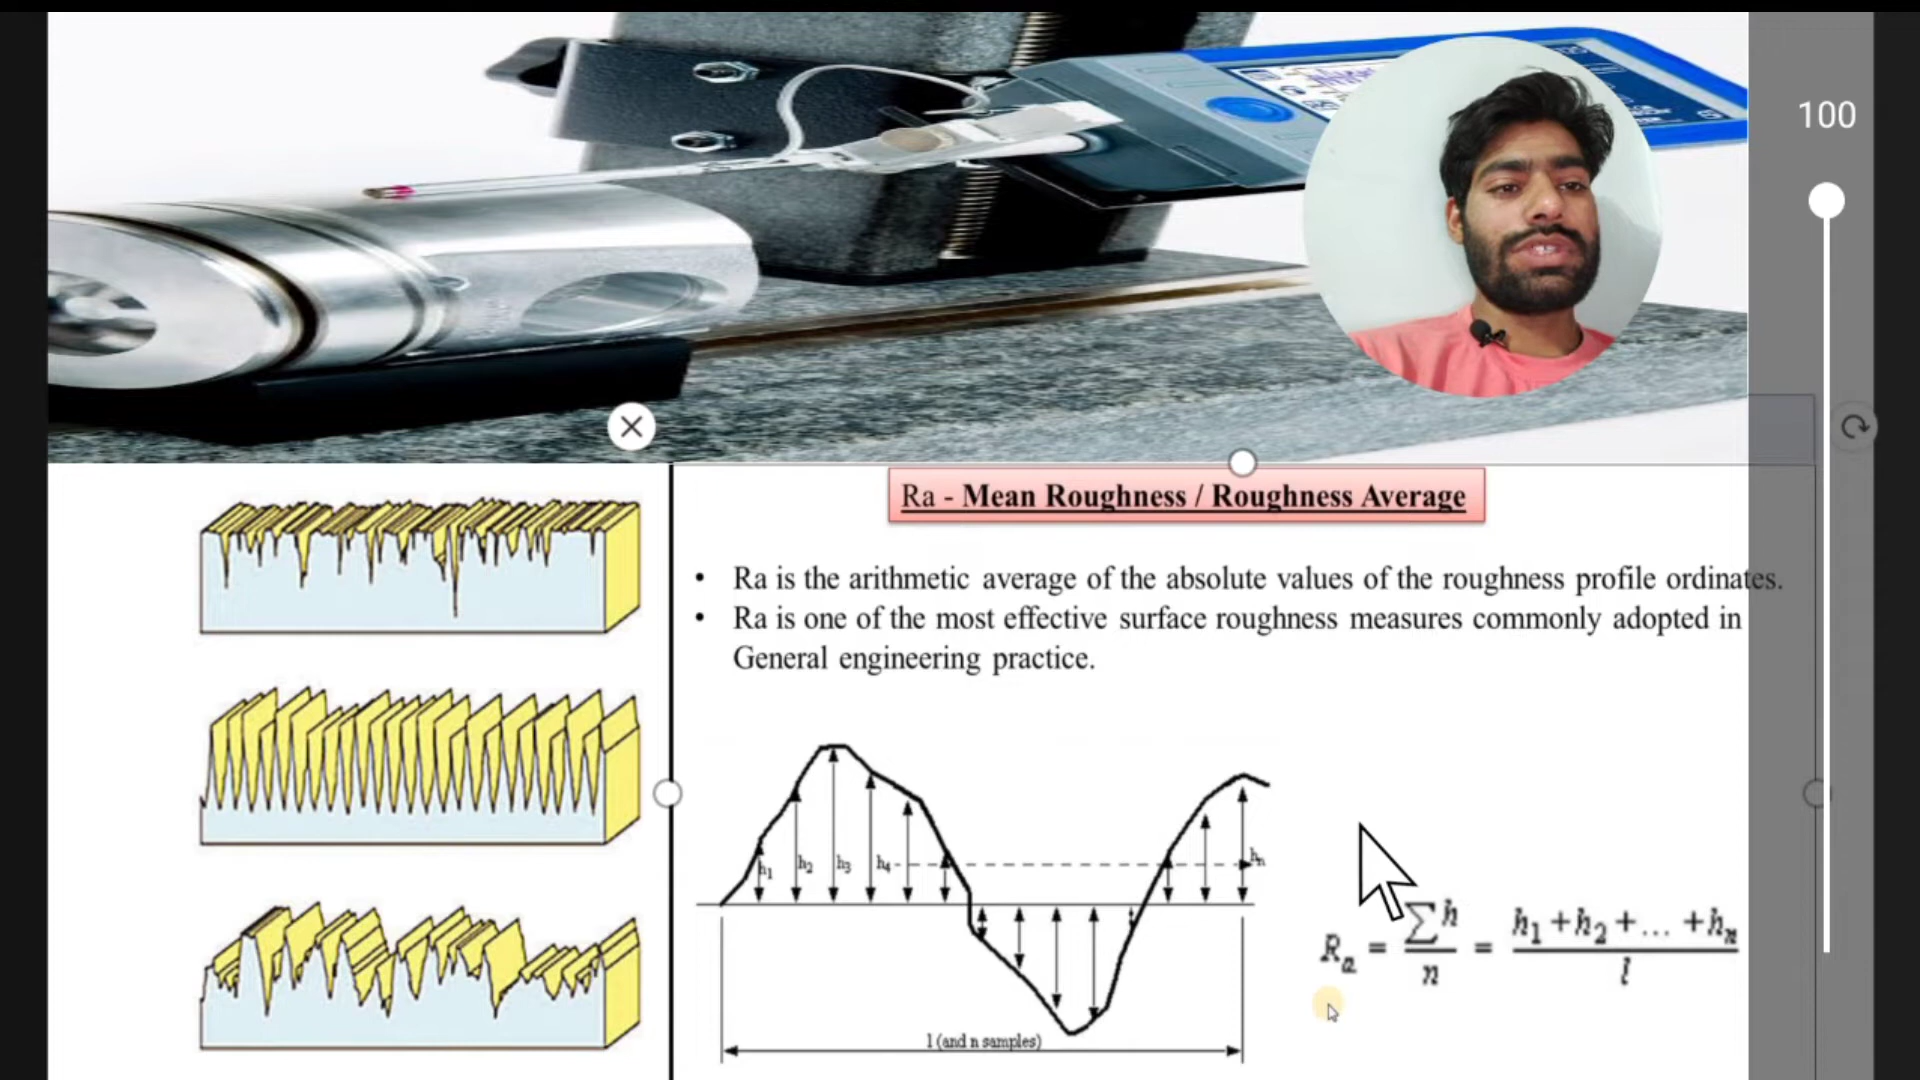 100
Ra - Mean Roughness / Roughness Average
• Ra is the arithmetic average of the absolute values of the roughness profile ordinates.
• Ra is one of the most effective surface roughness measures commonly adopted in
General engineering practice.
h₁ h₂ h₃ h₄ hₙ
l (and n samples)
Rₐ = ∑h / n = h₁ + h₂ + ... + hₙ / l